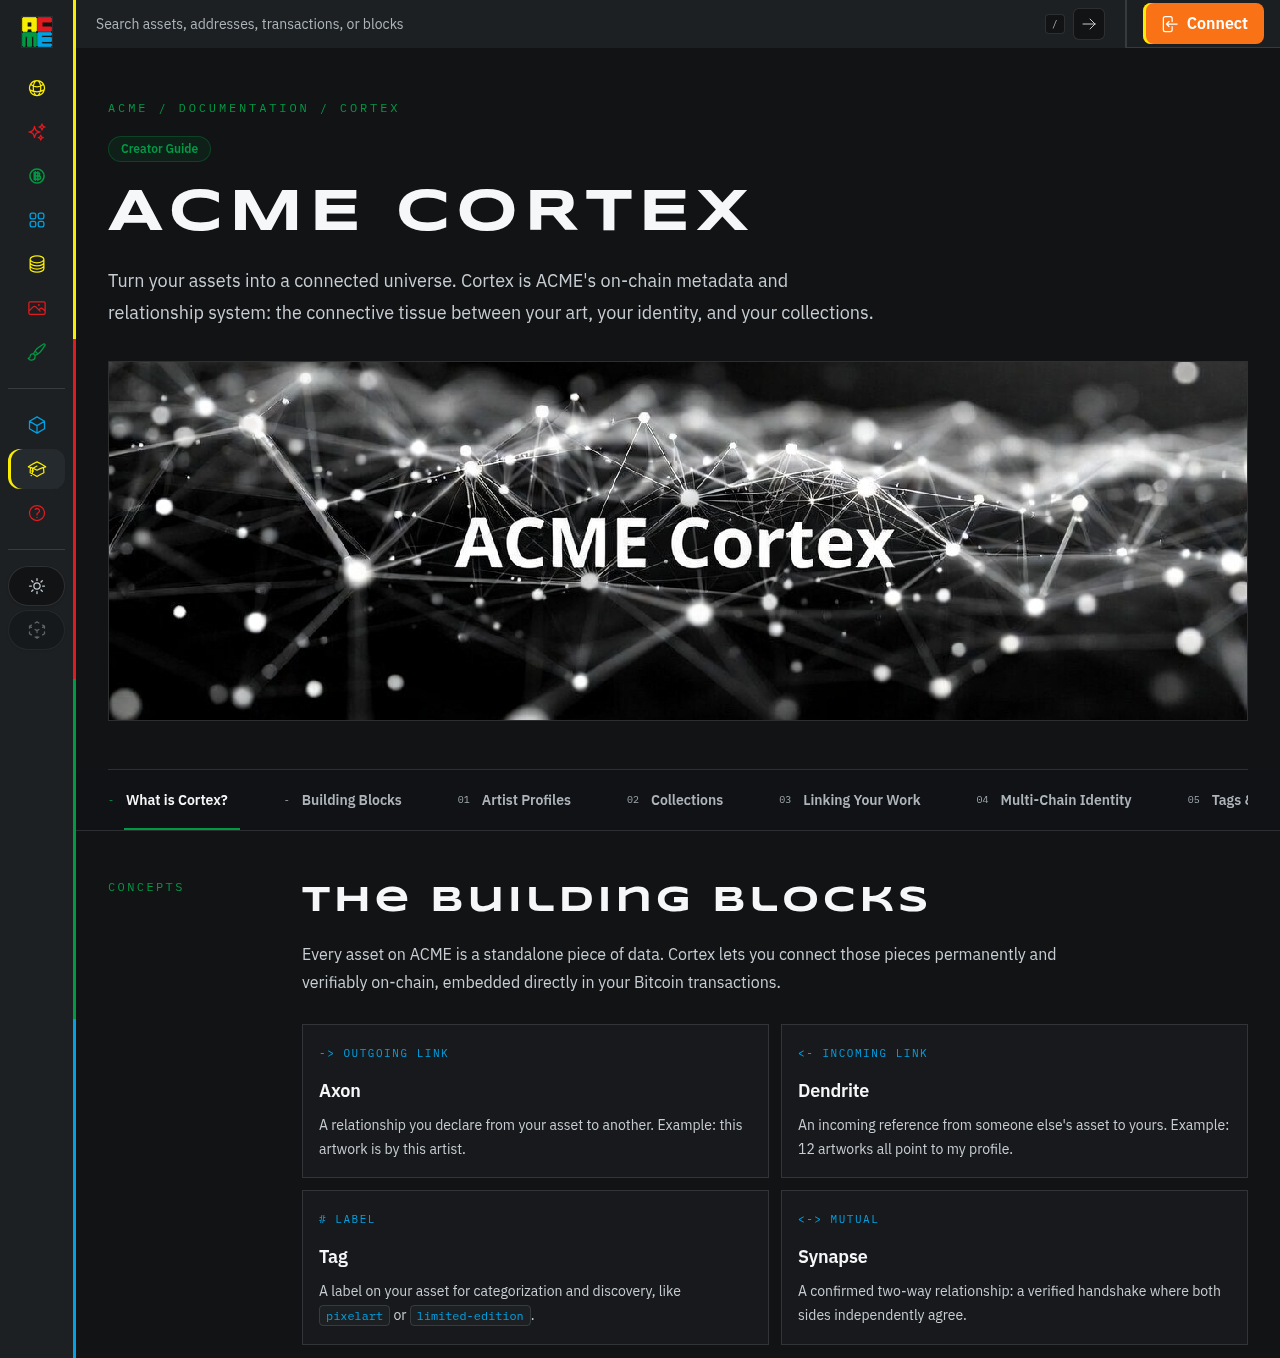 ACME
Search assets, addresses, transactions, or blocks
/
Connect
ACME / DOCUMENTATION / CORTEX
Creator Guide
ACME CORTEX
Turn your assets into a connected universe. Cortex is ACME's on-chain metadata and
relationship system: the connective tissue between your art, your identity, and your collections.
ACME Cortex
- What is Cortex?
- Building Blocks
01 Artist Profiles
02 Collections
03 Linking Your Work
04 Multi-Chain Identity
05 Tags &
CONCEPTS
THe BUILDInG BLOCKS
Every asset on ACME is a standalone piece of data. Cortex lets you connect those pieces permanently and
verifiably on-chain, embedded directly in your Bitcoin transactions.
-> OUTGOING LINK
Axon
A relationship you declare from your asset to another. Example: this
artwork is by this artist.
<- INCOMING LINK
Dendrite
An incoming reference from someone else's asset to yours. Example:
12 artworks all point to my profile.
# LABEL
Tag
A label on your asset for categorization and discovery, like
pixelart or limited-edition.
<-> MUTUAL
Synapse
A confirmed two-way relationship: a verified handshake where both
sides independently agree.